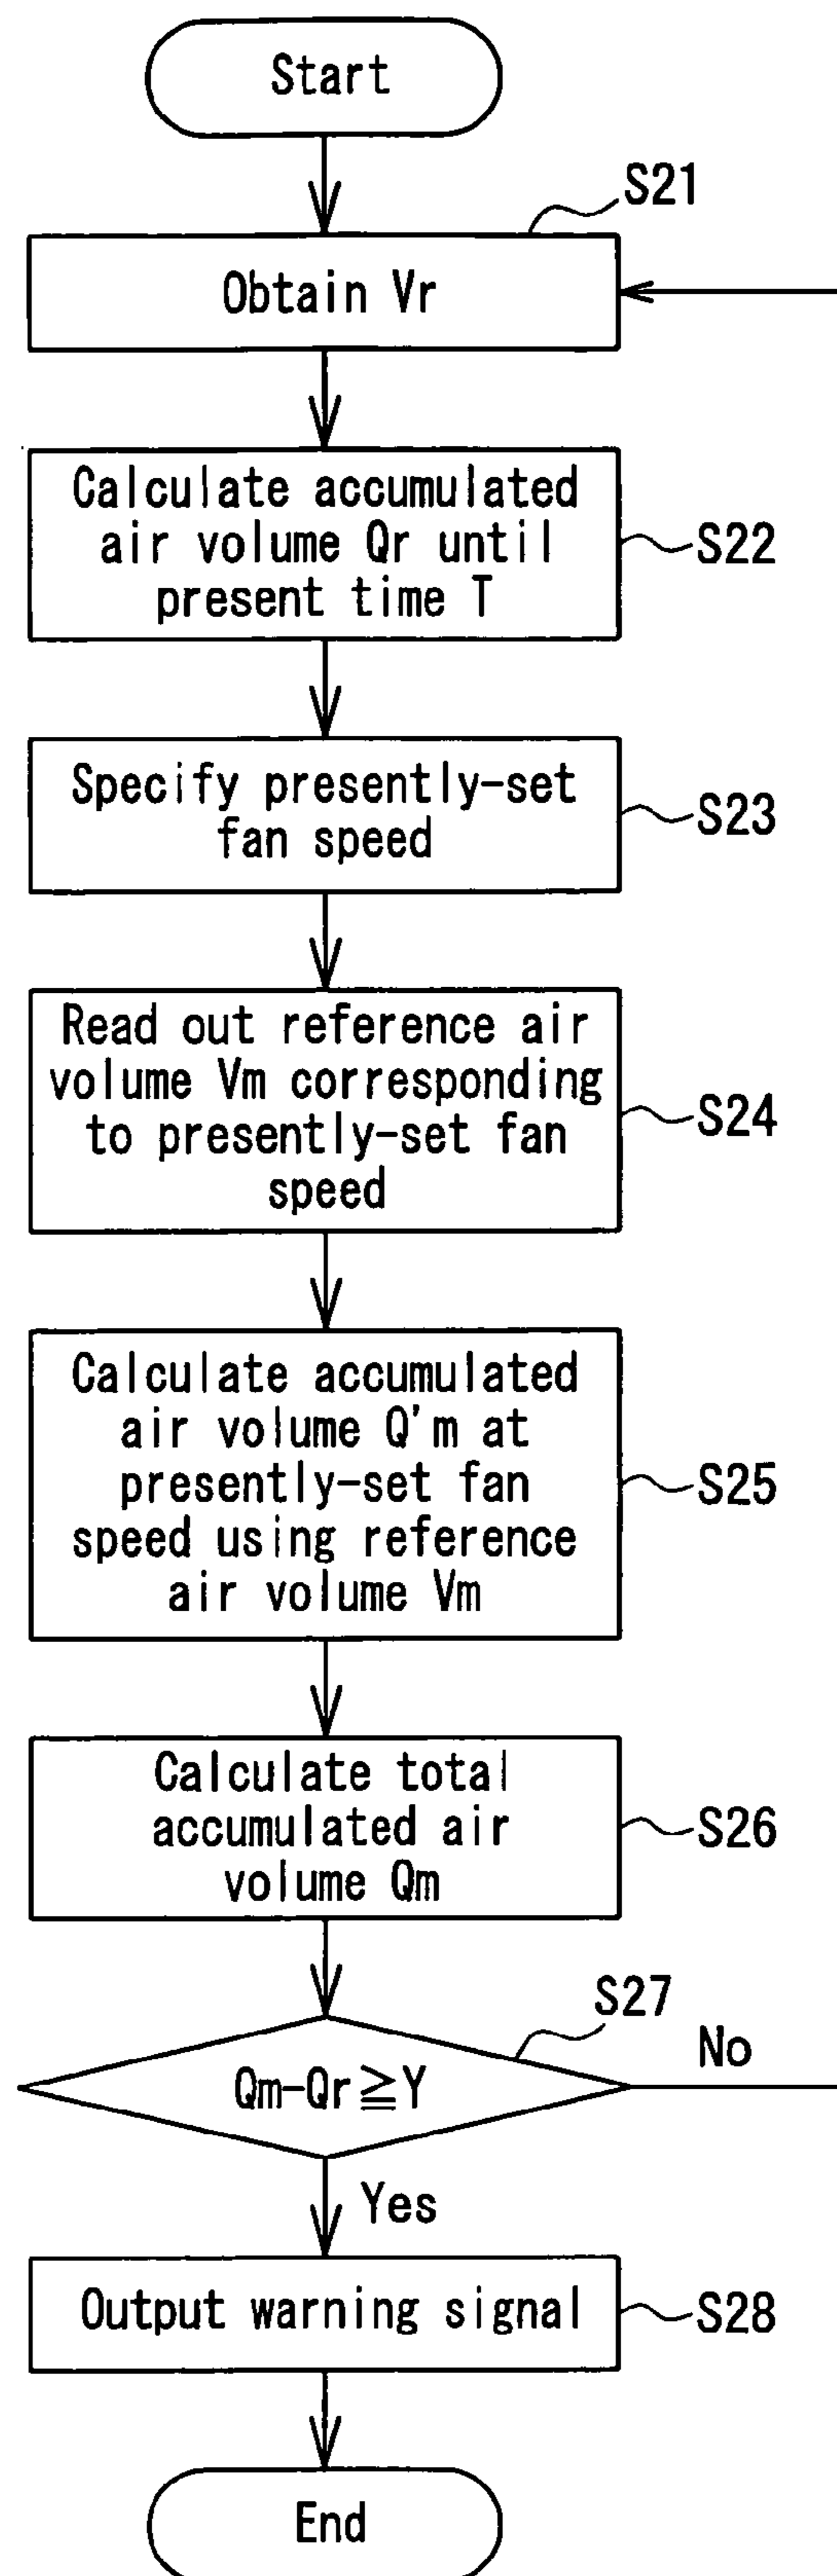 Start
S21
Obtain Vr
Calculate accumulated
air volume Qr until
present time T
S22
Specify presently-set
fan speed
S23
Read out reference air
volume Vm corresponding
to presently-set fan
speed
S24
Calculate accumulated
air volume Q'm at
presently-set fan
speed using reference
air volume Vm
S25
Calculate total
accumulated air
volume Qm
S26
S27
Qm-Qr≧Y
No
Yes
Output warning signal
S28
End